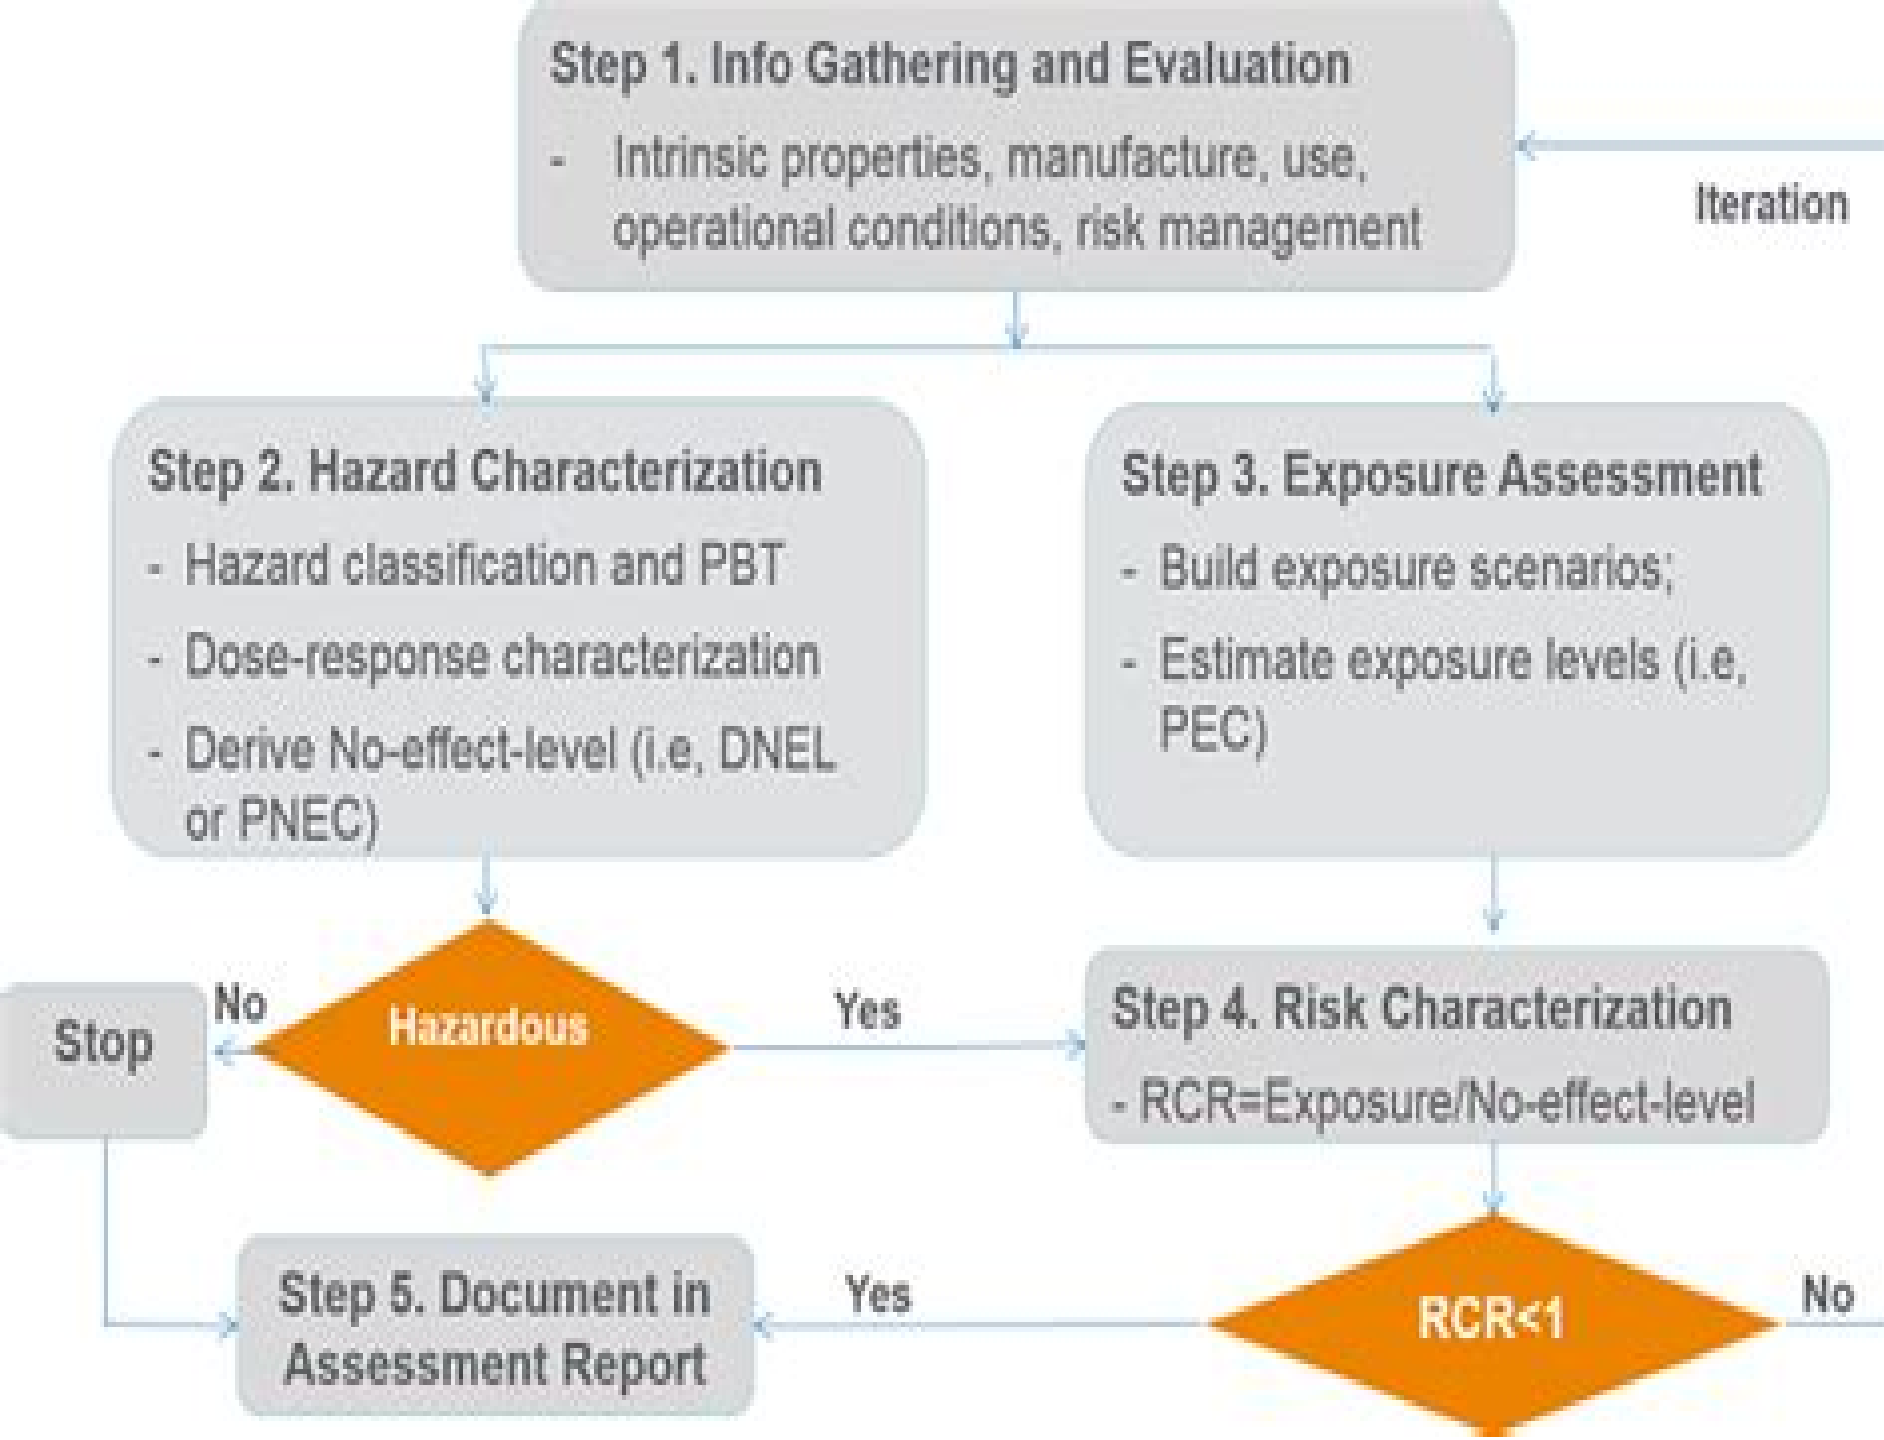 Step 1. Info Gathering and Evaluation
- Intrinsic properties, manufacture, use,
operational conditions, risk management
Iteration
Step 2. Hazard Characterization
- Hazard classification and PBT
- Dose-response characterization
- Derive No-effect-level (i.e, DNEL
or PNEC)
Step 3. Exposure Assessment
- Build exposure scenarios;
- Estimate exposure levels (i.e,
PEC)
Stop
No
Hazardous
Yes
Step 4. Risk Characterization
- RCR=Exposure/No-effect-level
Step 5. Document in
Assessment Report
Yes
RCR<1
No